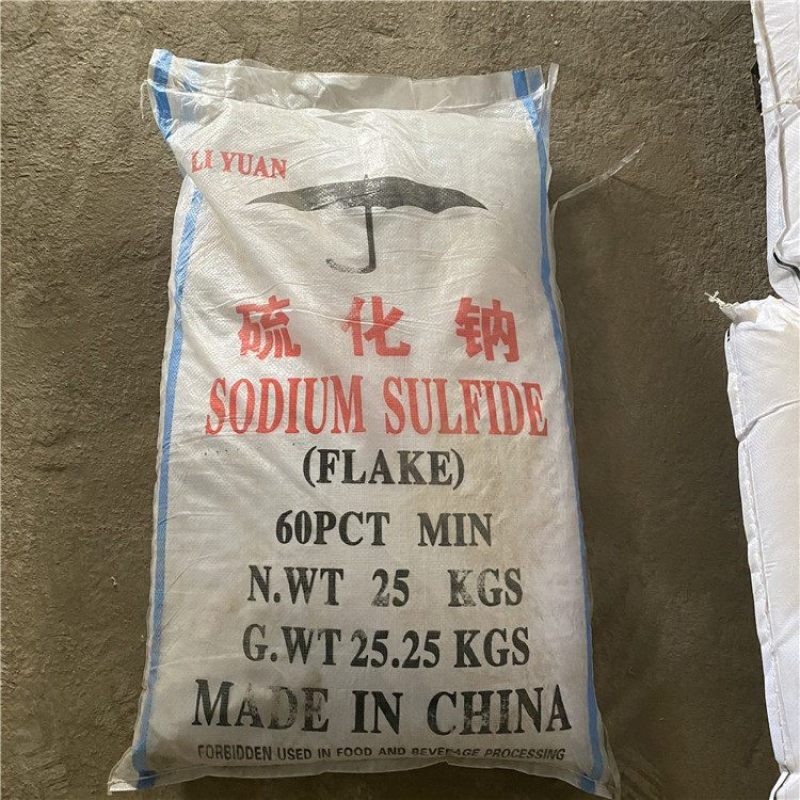 LI YUAN
硫化钠
SODIUM SULFIDE
(FLAKE)
60PCT MIN
N.WT 25 KGS
G.WT 25.25 KGS
MADE IN CHINA
FORBIDDEN USED IN FOOD AND BEVERAGE PROCESSING